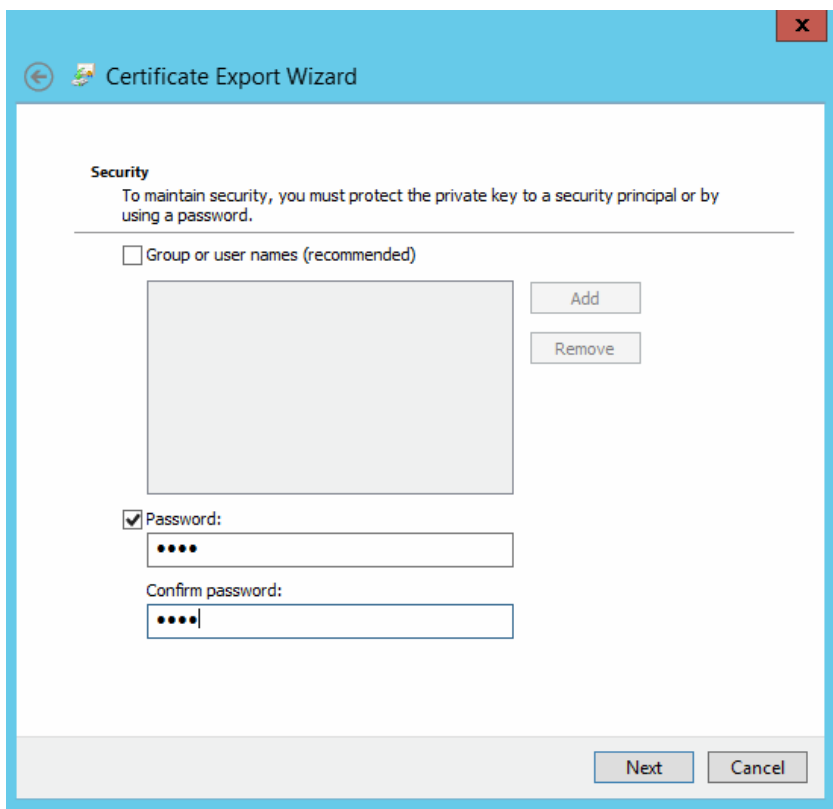 x
Certificate Export Wizard
Security
To maintain security, you must protect the private key to a security principal or by
using a password.
Group or user names (recommended)
Add
Remove
Password:
••••
Confirm password:
••••
Next
Cancel